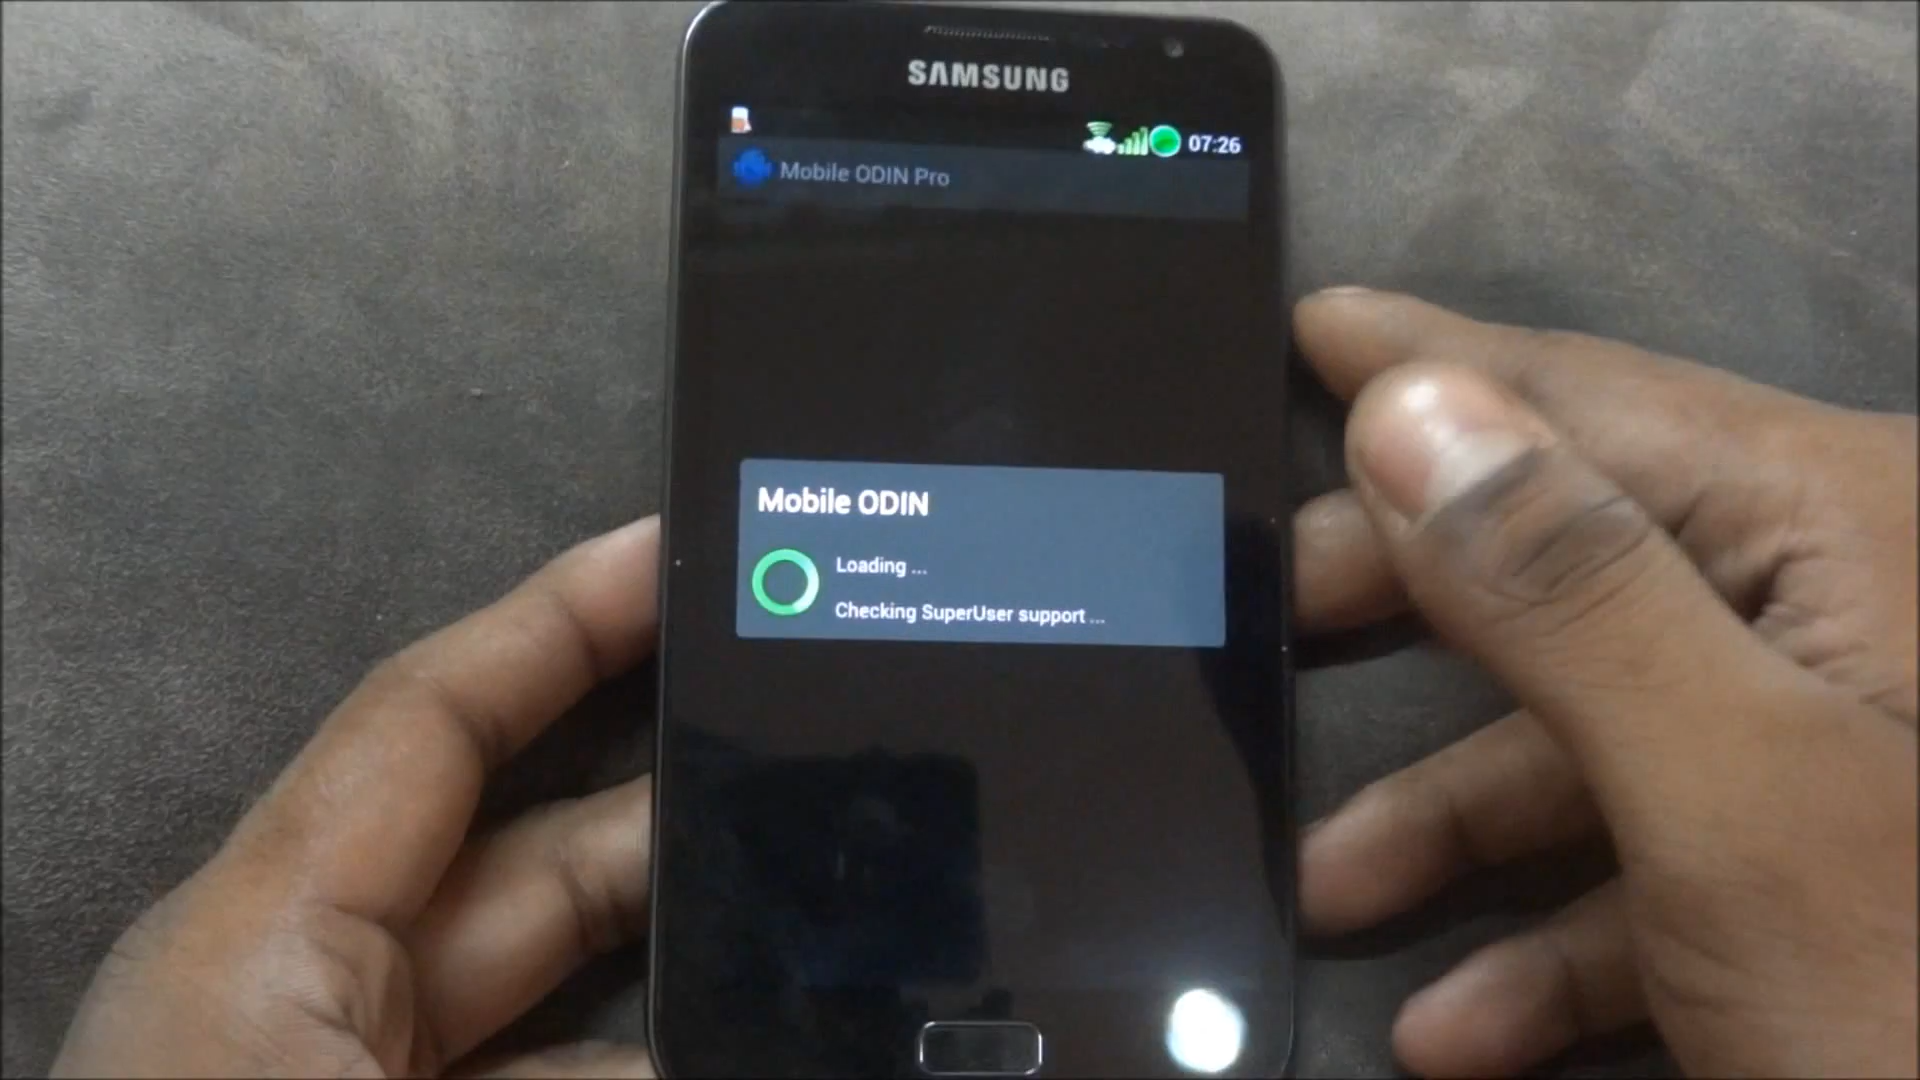 SAMSUNG
07:26
Mobile ODIN Pro
Mobile ODIN
Loading ...
Checking SuperUser support ...